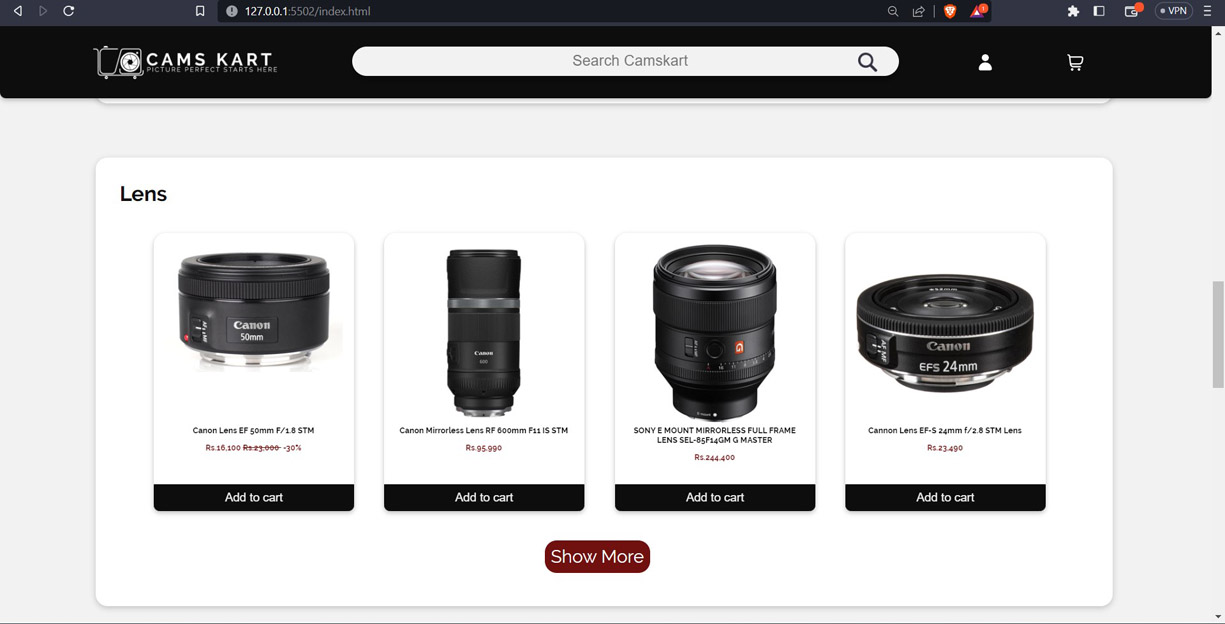 127.0.0.1:5502/index.html
1
VPN
CAMS KART
PICTURE PERFECT STARTS HERE
Search Camskart
Lens
Canon
50mm
Canon
600
G
Canon
EFS 24mm
Canon Lens EF 50mm F/1.8 STM
Rs.16,100 Rs.23,000 -30%
Add to cart
Canon Mirrorless Lens RF 600mm F11 IS STM
Rs.95,990
Add to cart
SONY E MOUNT MIRRORLESS FULL FRAME
LENS SEL-85F14GM G MASTER
Rs.244,400
Add to cart
Cannon Lens EF-S 24mm f/2.8 STM Lens
Rs.23,490
Add to cart
Show More